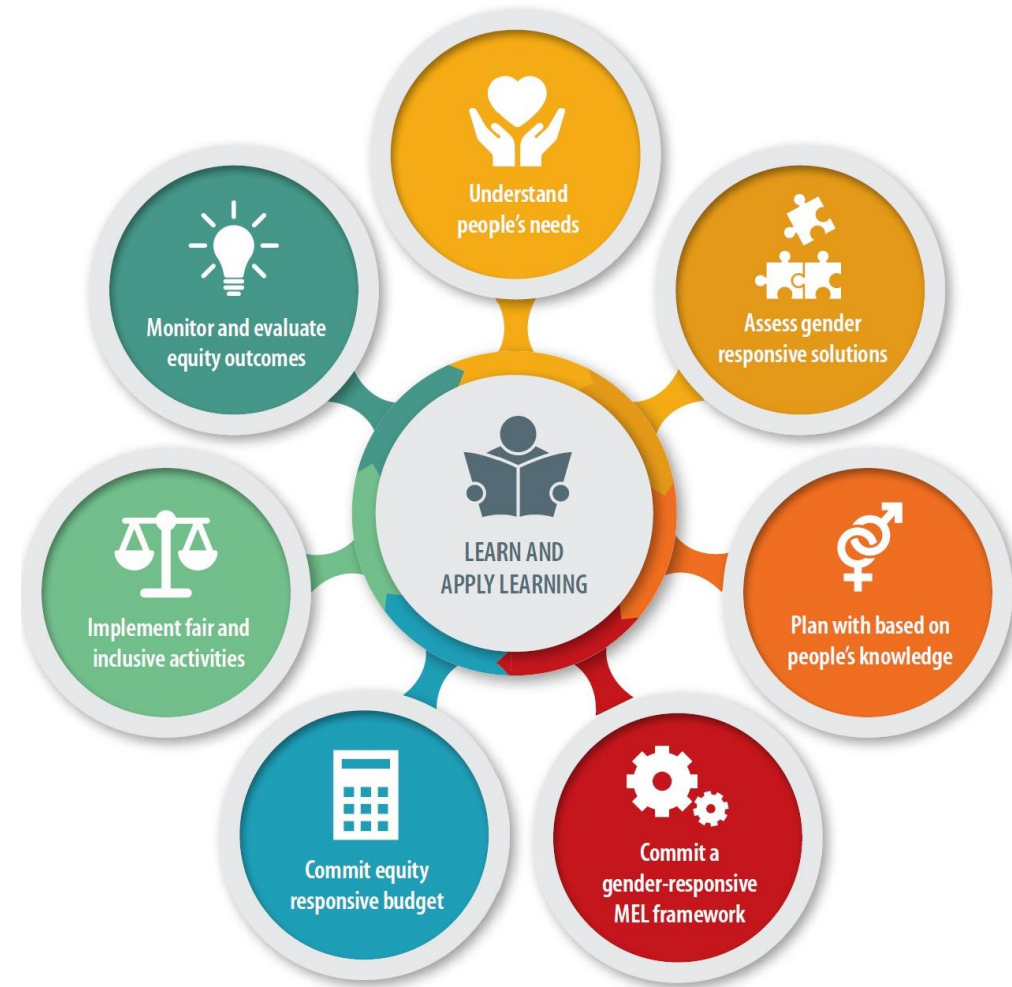 Understand
people's needs
Assess gender
responsive solutions
Plan with based on
people's knowledge
Commit a
gender-responsive
MEL framework
Commit equity
responsive budget
Implement fair and
inclusive activities
Monitor and evaluate
equity outcomes
LEARN AND
APPLY LEARNING